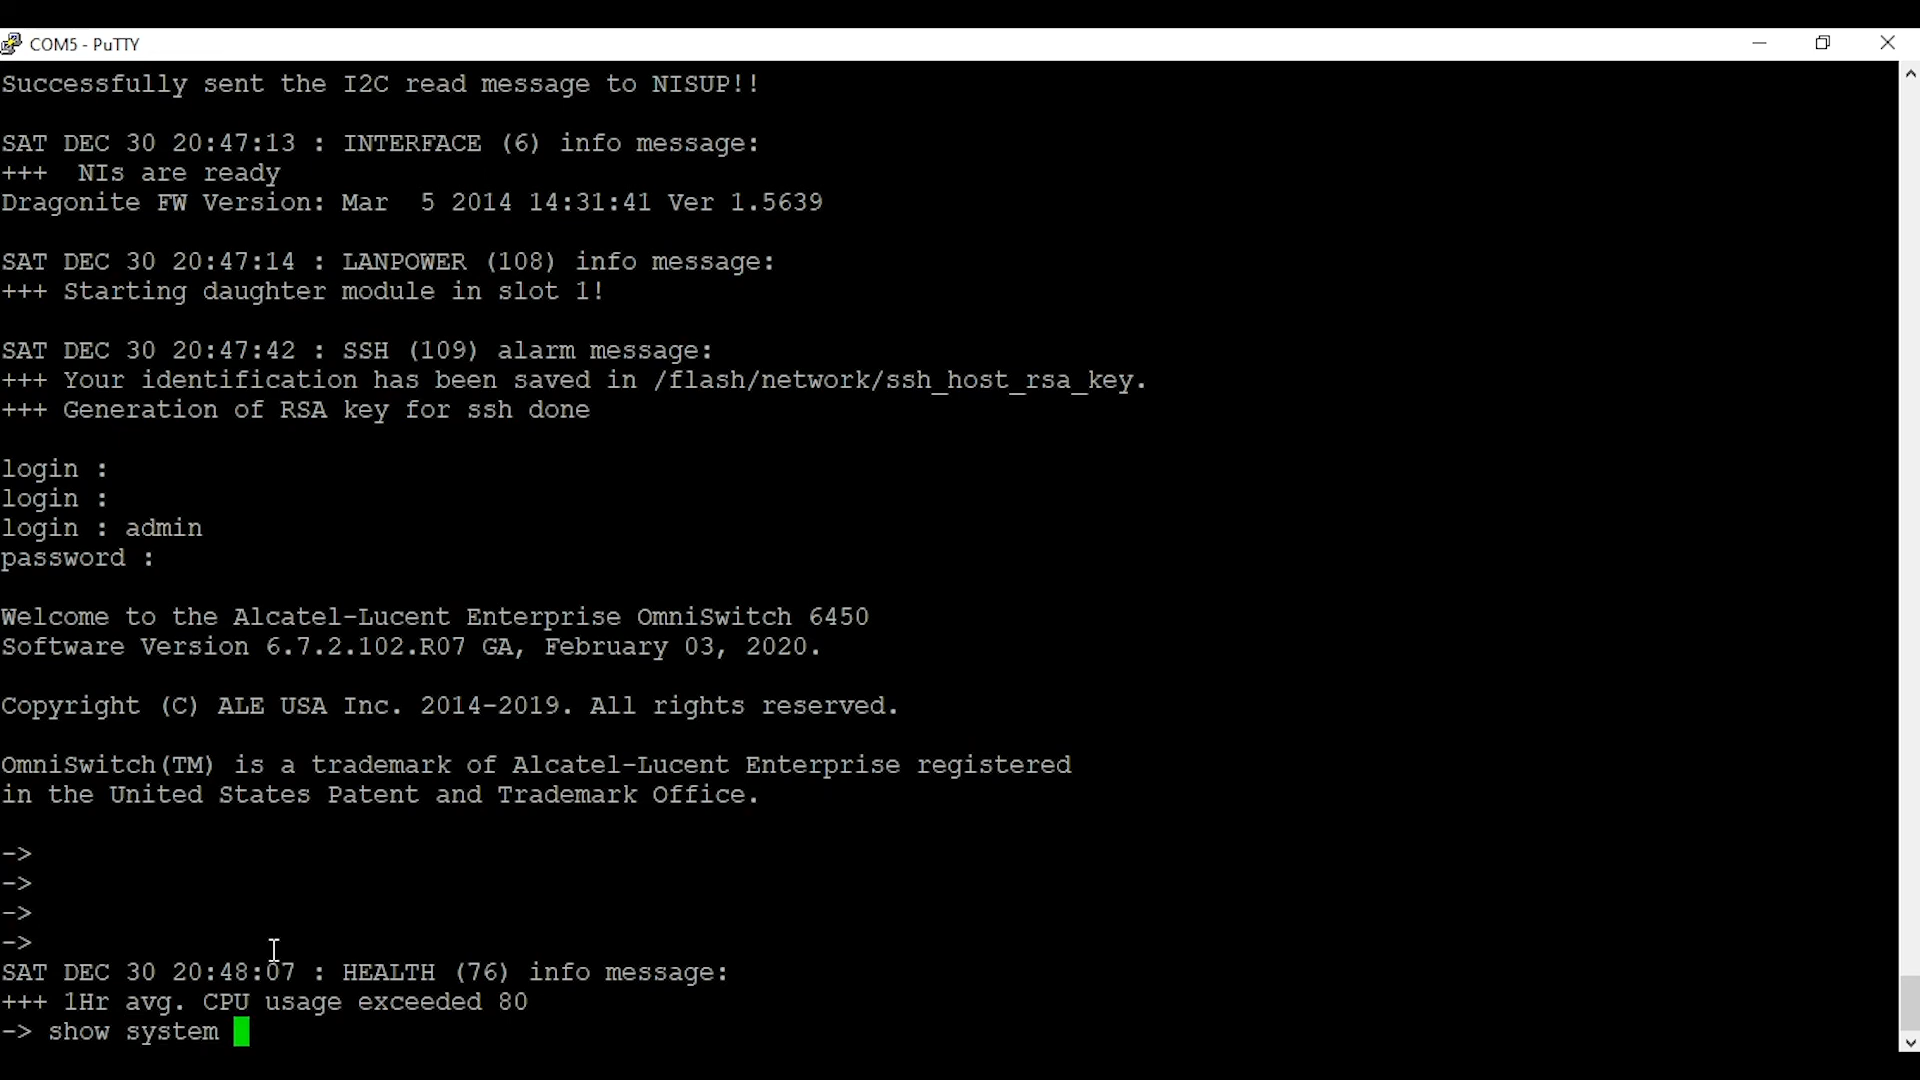 COM5 - PuTTY
Successfully sent the I2C read message to NISUP!!
SAT DEC 30 20:47:13 : INTERFACE (6) info message:
+++  NIs are ready
Dragonite FW Version: Mar  5 2014 14:31:41 Ver 1.5639
SAT DEC 30 20:47:14 : LANPOWER (108) info message:
+++ Starting daughter module in slot 1!
SAT DEC 30 20:47:42 : SSH (109) alarm message:
+++ Your identification has been saved in /flash/network/ssh_host_rsa_key.
+++ Generation of RSA key for ssh done
login :
login :
login : admin
password :
Welcome to the Alcatel-Lucent Enterprise OmniSwitch 6450
Software Version 6.7.2.102.R07 GA, February 03, 2020.
Copyright (C) ALE USA Inc. 2014-2019. All rights reserved.
OmniSwitch(TM) is a trademark of Alcatel-Lucent Enterprise registered
in the United States Patent and Trademark Office.
->
->
->
->
SAT DEC 30 20:48:07 : HEALTH (76) info message:
+++ 1Hr avg. CPU usage exceeded 80
-> show system